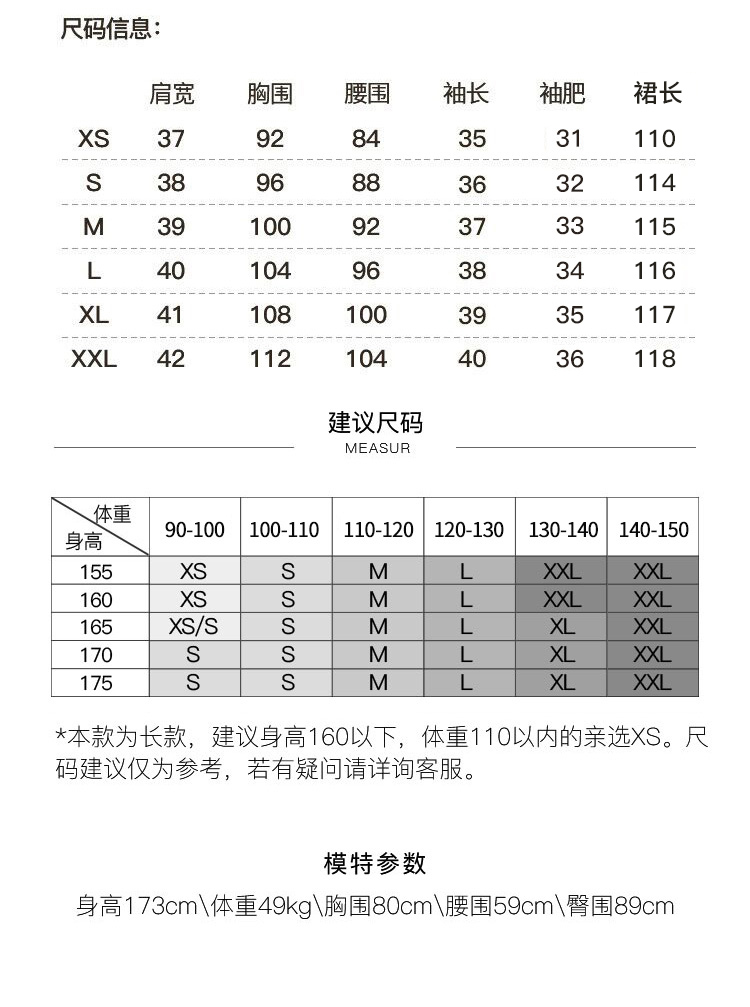 尺码信息：
肩宽 胸围 腰围 袖长 袖肥 裙长
XS 37 92 84 35 31 110
S 38 96 88 36 32 114
M 39 100 92 37 33 115
L 40 104 96 38 34 116
XL 41 108 100 39 35 117
XXL 42 112 104 40 36 118
建议尺码
MEASUR
体重
身高 90-100 100-110 110-120 120-130 130-140 140-150
155 XS S M L XXL XXL
160 XS S M L XXL XXL
165 XS/S S M L XL XXL
170 S S M L XL XXL
175 S S M L XL XXL
*本款为长款，建议身高160以下，体重110以内的亲选XS。尺
码建议仅为参考，若有疑问请详询客服。
模特参数
身高173cm\体重49kg\胸围80cm\腰围59cm\臀围89cm